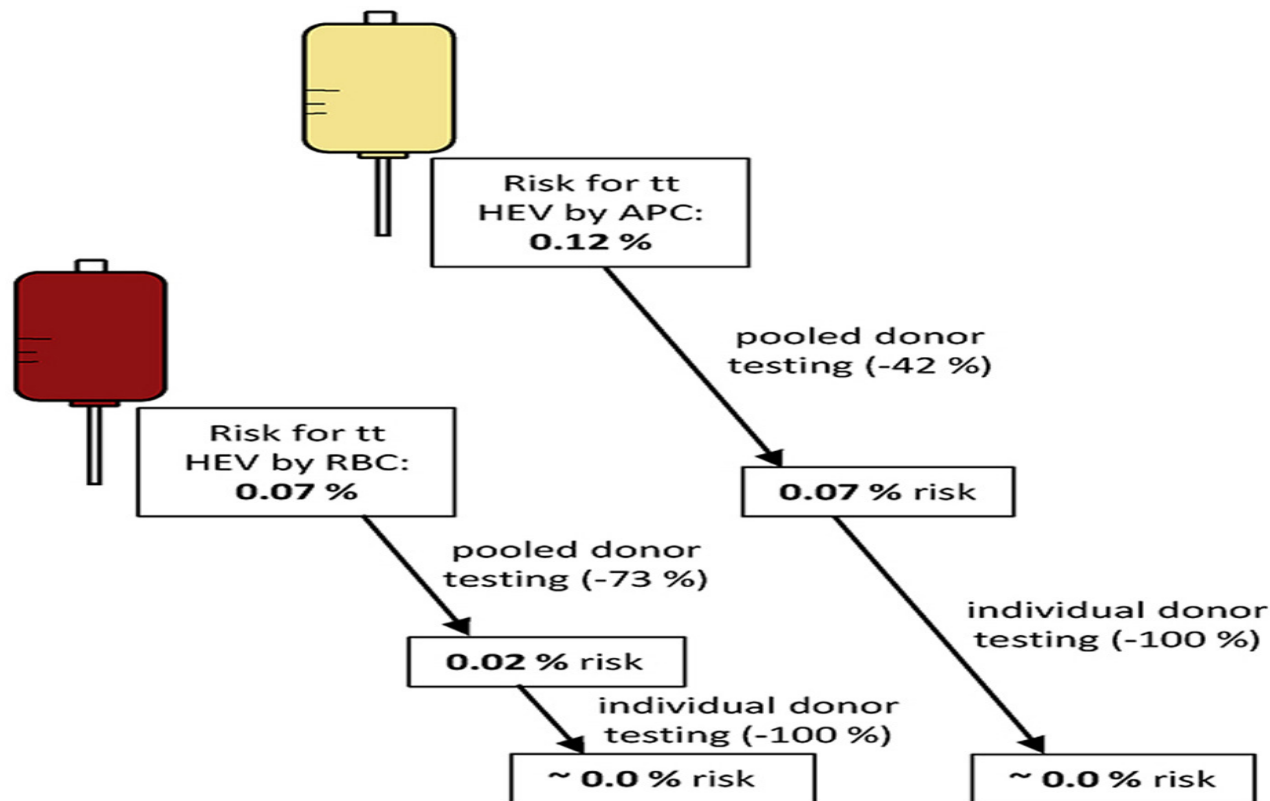 Risk for tt
HEV by APC:
0.12 %
pooled donor
testing (-42 %)
Risk for tt
HEV by RBC:
0.07 %
0.07 % risk
pooled donor
testing (-73 %)
individual donor
testing (-100 %)
0.02 % risk
individual donor
testing (-100 %)
~ 0.0 % risk
~ 0.0 % risk